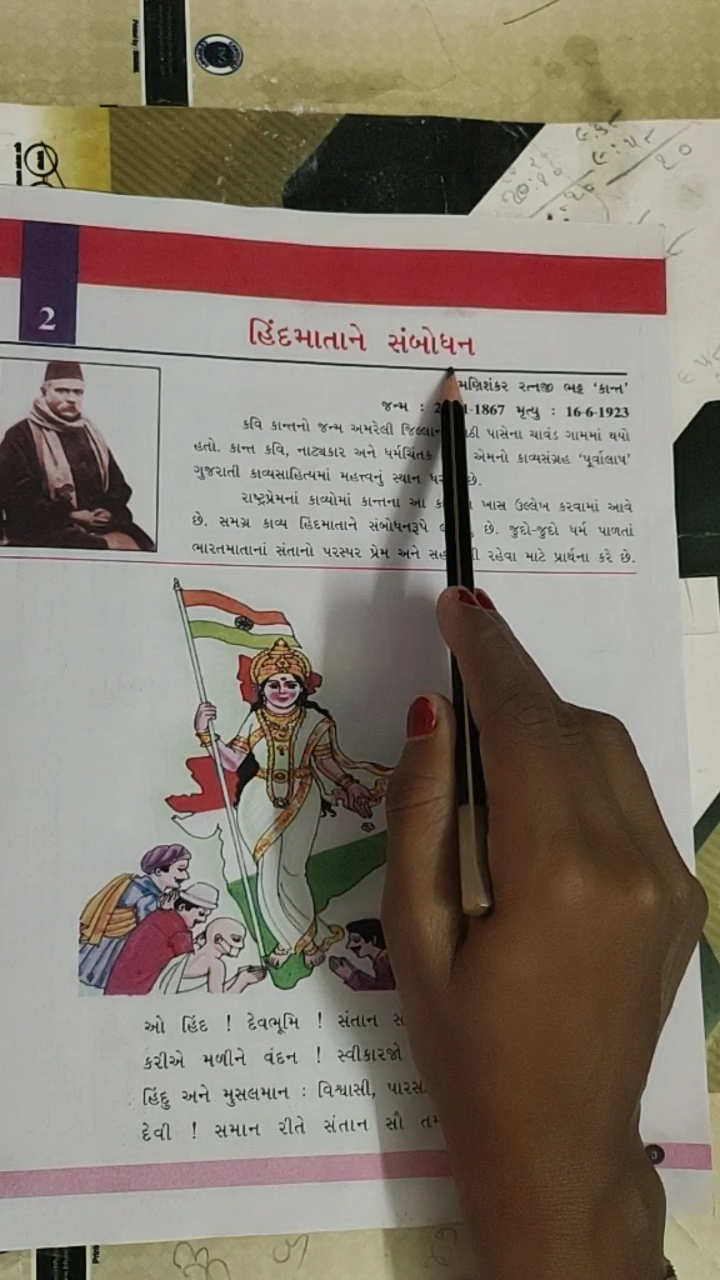 2
હિંદમાતાને સંબોધન
મણિશંકર રત્નજી ભટ્ટ ‘કાન્ત’
જન્મ : 1-1867 મૃત્યુ : 16-6-1923
કવિ કાન્તનો જન્મ અમરેલી પાસેના ચાવંડ ગામમાં થયો
હતો. કાન્ત કવિ, નાટ્યકાર અને ધર્મચિંતક એમનો કાવ્યસંગ્રહ ‘પૂર્વાલાપ’
ગુજરાતી કાવ્યસાહિત્યમાં મહત્ત્વનું સ્થાન છે.
રાષ્ટ્રપ્રેમનાં કાવ્યોમાં કાન્તના આ ખાસ ઉલ્લેખ કરવામાં આવે
છે. સમગ્ર કાવ્ય હિંદમાતાને સંબોધનરૂપે છે. જુદો-જુદો ધર્મ પાળતાં
ભારતમાતાનાં સંતાનો પરસ્પર પ્રેમ અને રહેવા માટે પ્રાર્થના કરે છે.
ઓ હિંદ ! દેવભૂમિ ! સંતાન
કરીએ મળીને વંદન ! સ્વીકારજો
હિંદુ અને મુસલમાન : વિશ્વાસી,
દેવી ! સમાન રીતે સંતાન સૌ
3